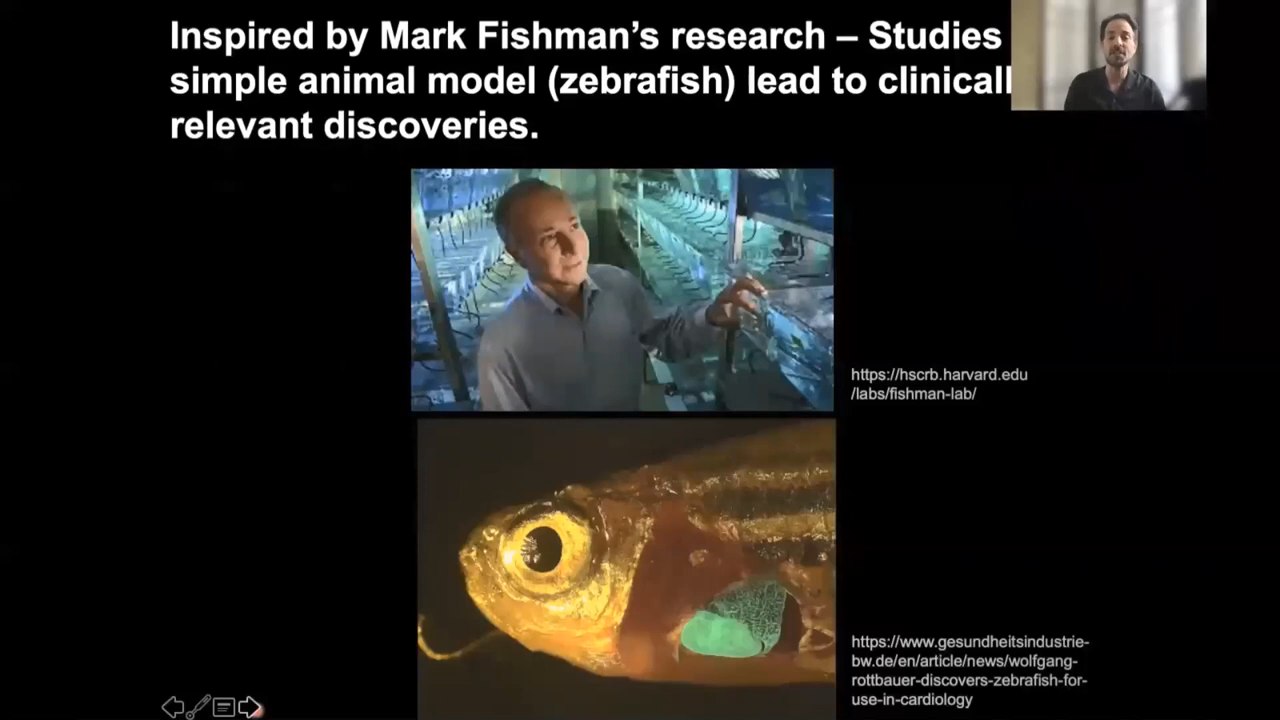 Inspired by Mark Fishman’s research – Studies
simple animal model (zebrafish) lead to clinicall
relevant discoveries.
https://hscrb.harvard.edu
/labs/fishman-lab/
https://www.gesundheitsindustrie-
bw.de/en/article/news/wolfgang-
rottbauer-discovers-zebrafish-for-
use-in-cardiology